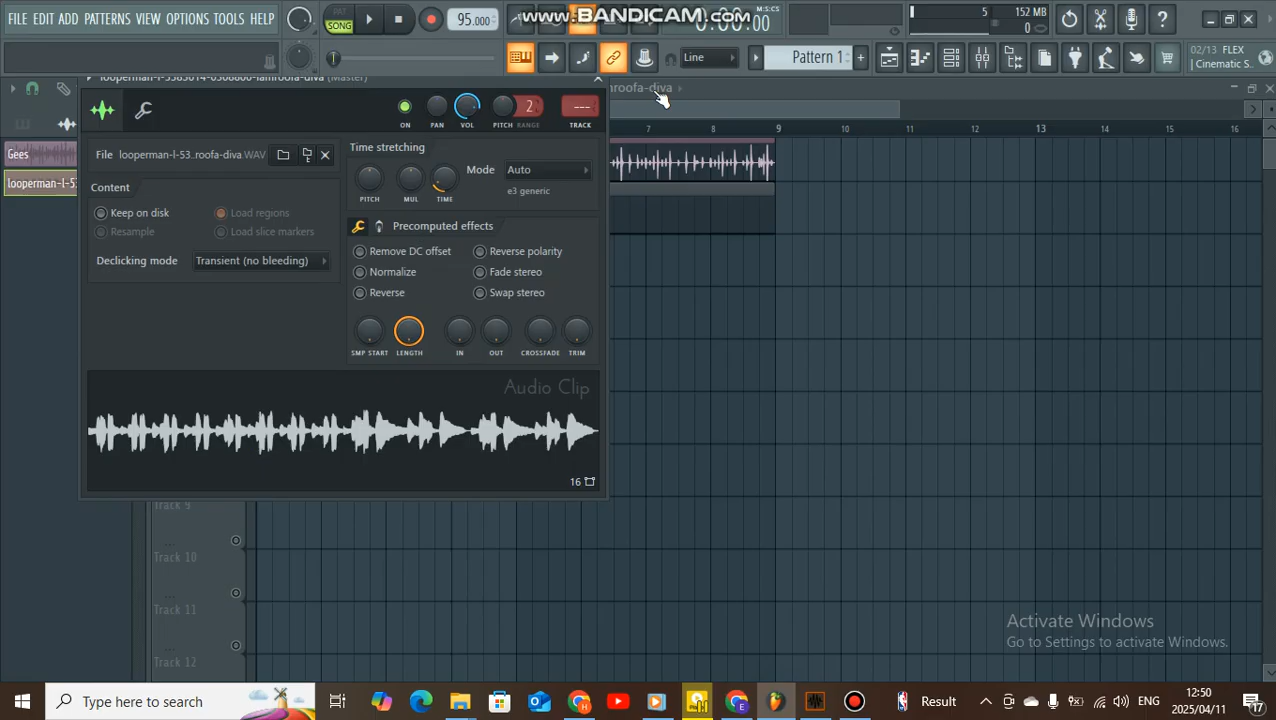 FILE EDIT ADD PATTERNS VIEW OPTIONS TOOLS HELP
PAT
SONG
95.000
www.BANDICAM.com
0:00:00
M:S:CS
5
152 MB
0
Line
Pattern 1
02/13: FLEX
Cinematic S
(Master)
roofa-diva
ON
PAN
VOL
PITCH
RANGE
2
---
TRACK
Gees
looperman-l-5
File
looperman-l-53..roofa-diva.WAV
Content
Keep on disk
Load regions
Resample
Load slice markers
Declicking mode
Transient (no bleeding)
Time stretching
PITCH
MUL
TIME
Mode
Auto
e3 generic
Precomputed effects
Remove DC offset
Reverse polarity
Normalize
Fade stereo
Reverse
Swap stereo
SMP START
LENGTH
IN
OUT
CROSSFADE
TRIM
Audio Clip
16
7 8 9 10 11 12 13 14 15 16
Track 9
Track 10
Track 11
Track 12
Activate Windows
Go to Settings to activate Windows.
Type here to search
Result
ENG
12:50
2025/04/11
17